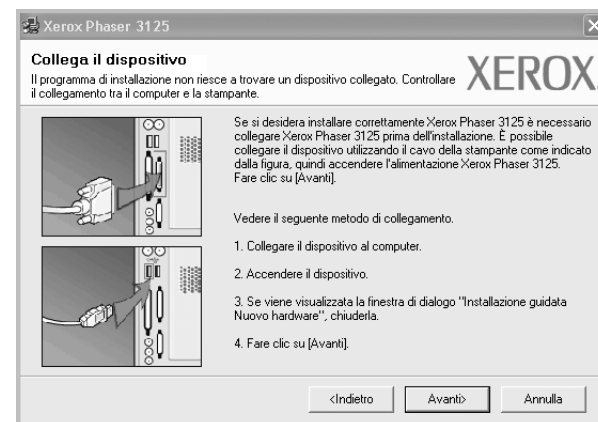 Xerox Phaser 3125
Collega il dispositivo
Il programma di installazione non riesce a trovare un dispositivo collegato. Controllare
il collegamento tra il computer e la stampante.
XEROX.
Se si desidera installare correttamente Xerox Phaser 3125 è necessario
collegare Xerox Phaser 3125 prima dell'installazione. È possibile
collegare il dispositivo utilizzando il cavo della stampante come indicato
dalla figura, quindi accendere l'alimentazione Xerox Phaser 3125.
Fare clic su [Avanti].
Vedere il seguente metodo di collegamento.
1. Collegare il dispositivo al computer.
2. Accendere il dispositivo.
3. Se viene visualizzata la finestra di dialogo "Installazione guidata
Nuovo hardware", chiuderla.
4. Fare clic su [Avanti].
<Indietro
Avanti>
Annulla